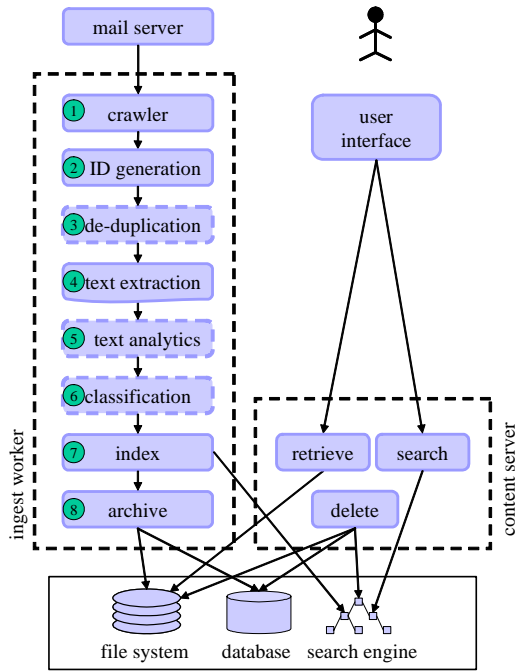 mail server
1 crawler
2 ID generation
3 de-duplication
4 text extraction
5 text analytics
6 classification
7 index
8 archive
ingest worker
user
interface
retrieve
search
delete
content server
file system
database
search engine